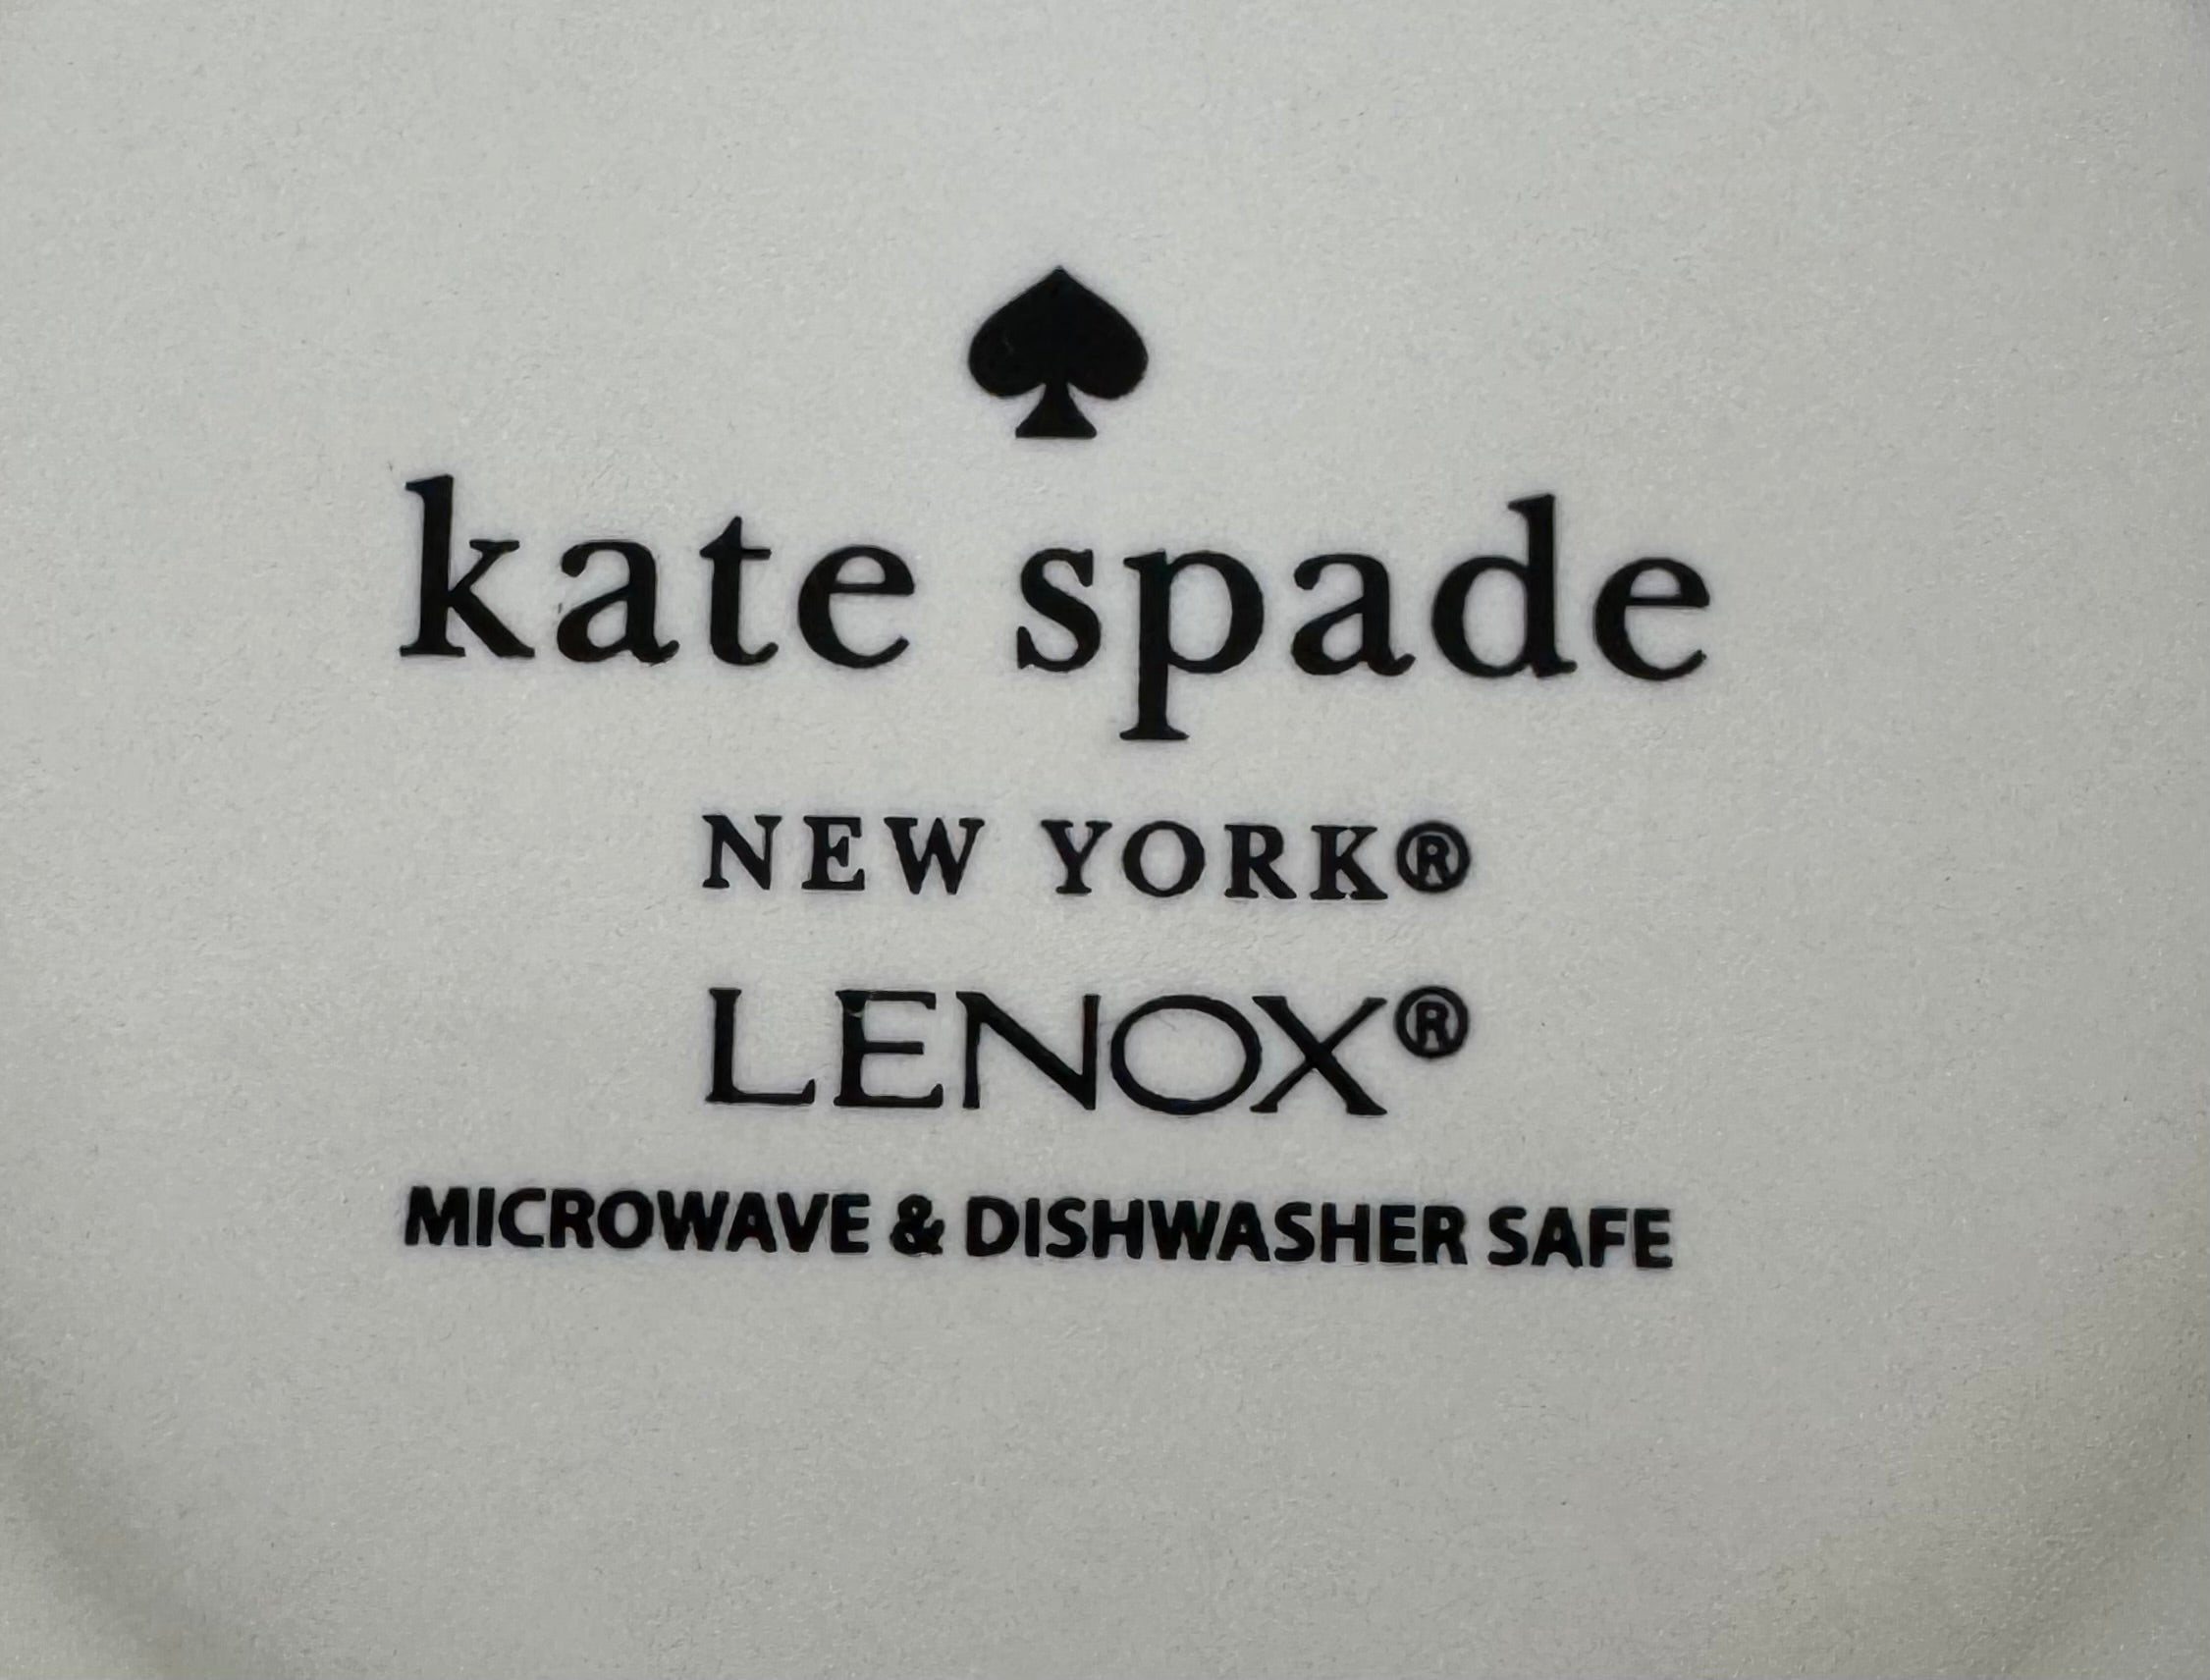 kate spade
NEW YORK®
LENOX®
MICROWAVE & DISHWASHER SAFE